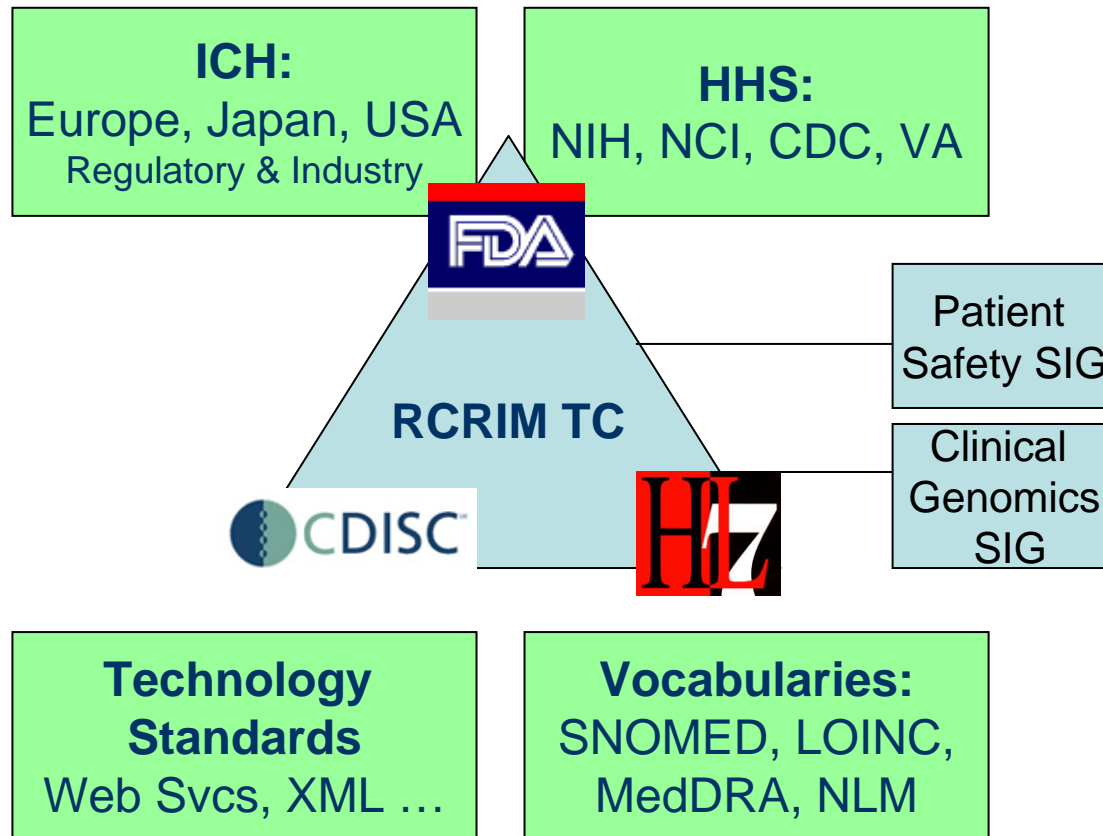 ICH:
Europe, Japan, USA
Regulatory & Industry
HHS:
NIH, NCI, CDC, VA
FDA
Patient
Safety SIG
RCRIM TC
Clinical
Genomics
SIG
CDISC
HL7
Technology
Standards
Web Svcs, XML …
Vocabularies:
SNOMED, LOINC,
MedDRA, NLM